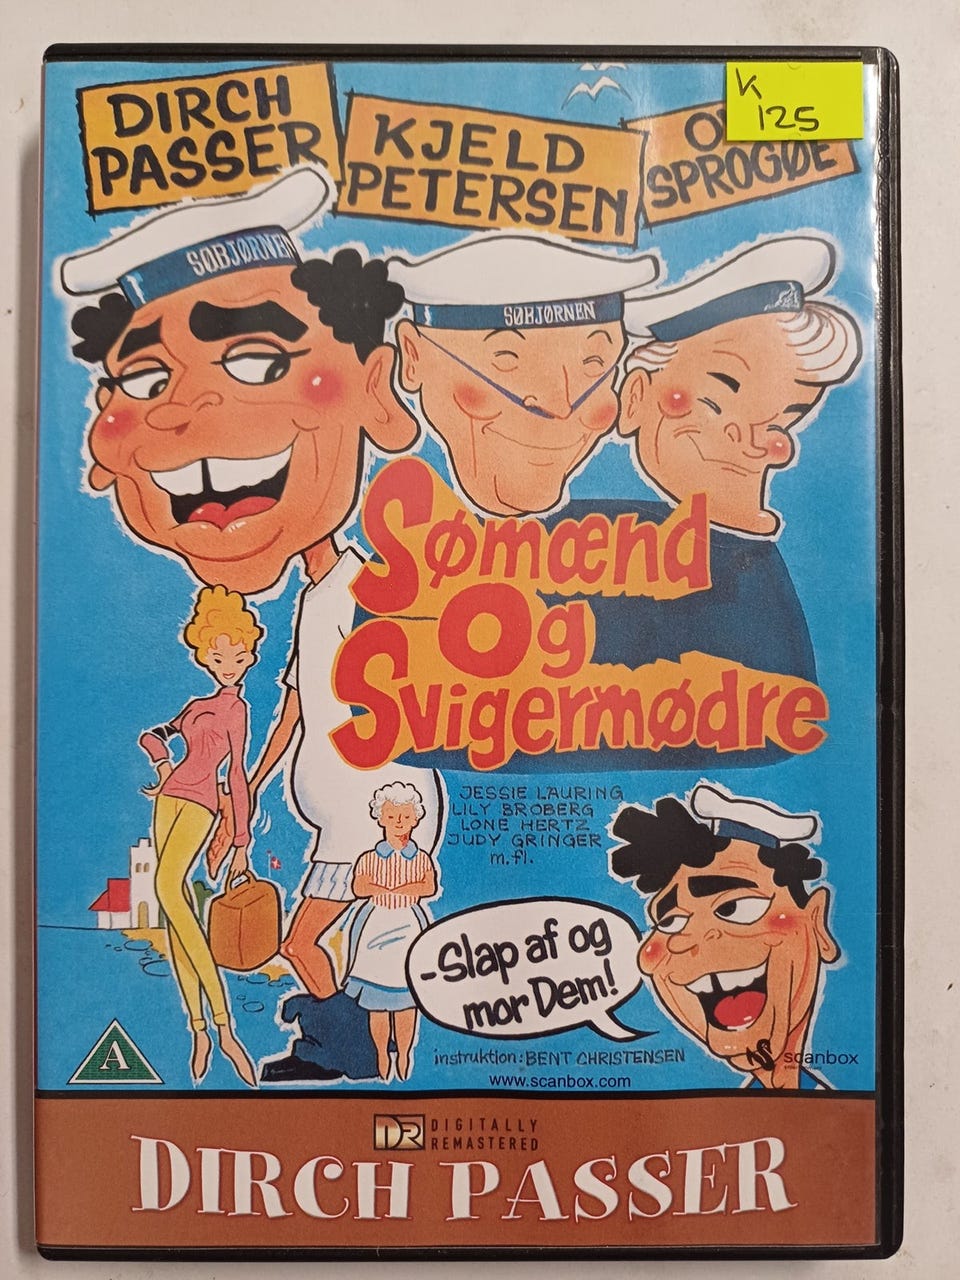 K
125
DIRCH
PASSER
KJELD
PETERSEN
SPROGØE
SØBJØRNEN
SØBJØRNEN
Sømænd
og
Svigermødre
JESSIE LAURING
LILY BROBERG
LONE HERTZ
JUDY GRINGER
m.fl.
-Slap af og
mor Dem!
instruktion: BENT CHRISTENSEN
scanbox
www.scanbox.com
A
DR DIGITALLY
REMASTERED
DIRCH PASSER